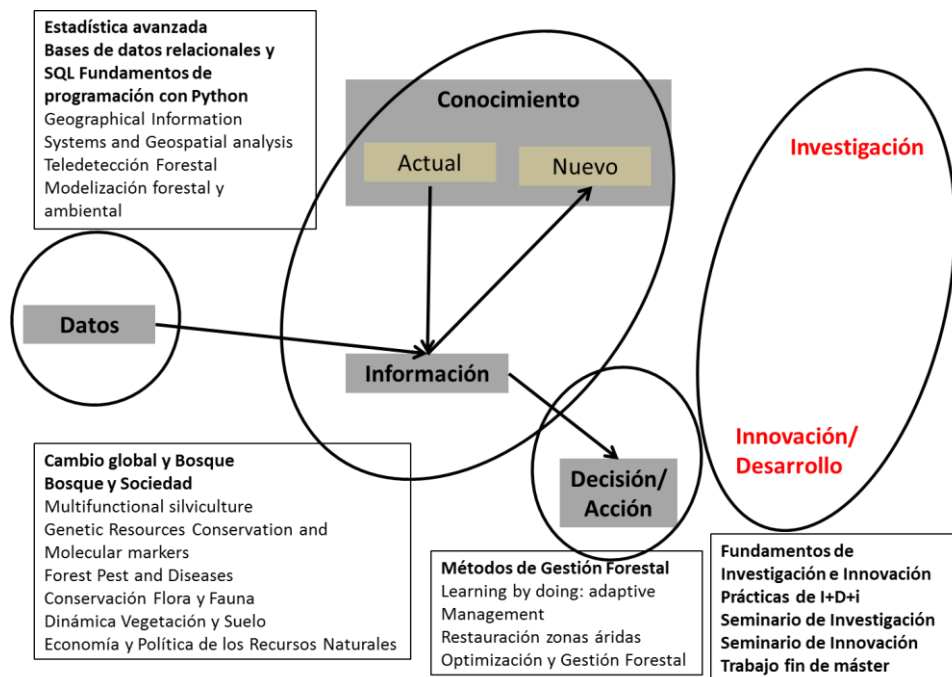 Estadística avanzada
Bases de datos relacionales y
SQL Fundamentos de
programación con Python
Geographical Information
Systems and Geospatial analysis
Teledetección Forestal
Modelización forestal y
ambiental
Conocimiento
Actual
Nuevo
Investigación
Datos
Información
Innovación/
Desarrollo
Decisión/
Acción
Cambio global y Bosque
Bosque y Sociedad
Multifunctional silviculture
Genetic Resources Conservation and
Molecular markers
Forest Pest and Diseases
Conservación Flora y Fauna
Dinámica Vegetación y Suelo
Economía y Política de los Recursos Naturales
Métodos de Gestión Forestal
Learning by doing: adaptive
Management
Restauración zonas áridas
Optimización y Gestión Forestal
Fundamentos de
Investigación e Innovación
Prácticas de I+D+i
Seminario de Investigación
Seminario de Innovación
Trabajo fin de máster